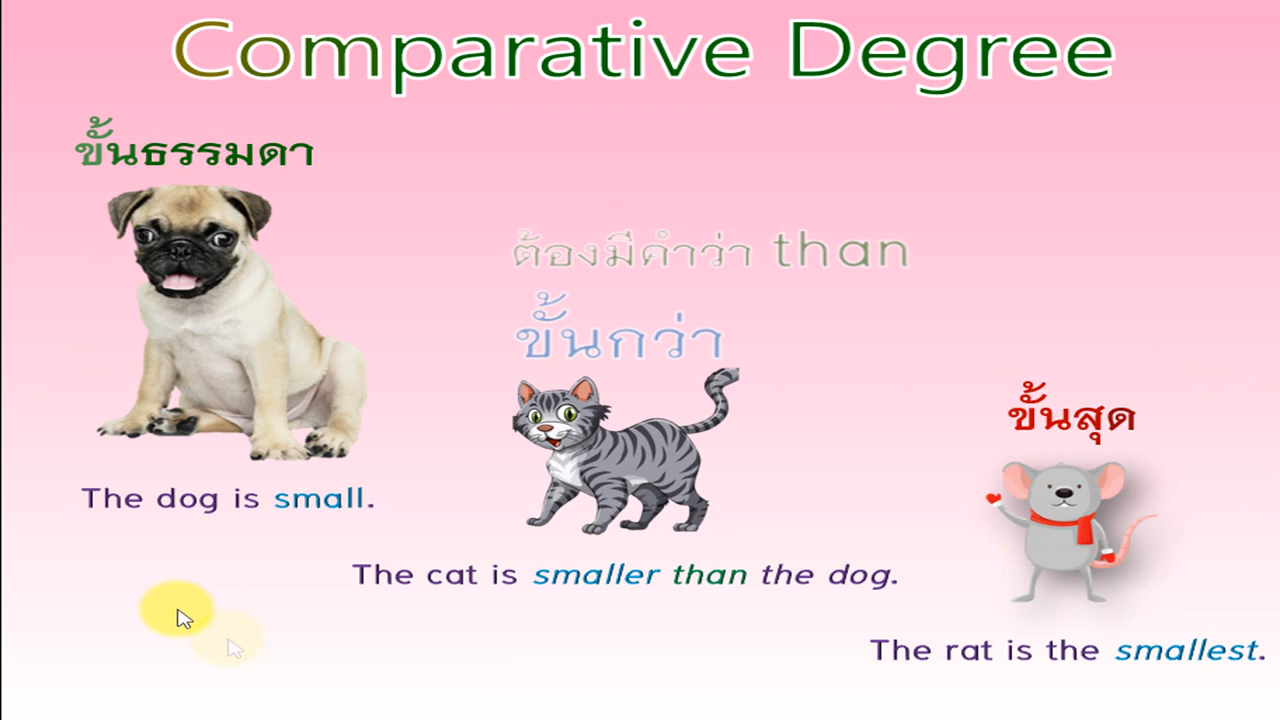 Comparative Degree
ขั้นธรรมดา
ต้องมีคำว่า than
ขั้นกว่า
ขั้นสุด
The dog is small.
The cat is smaller than the dog.
The rat is the smallest.